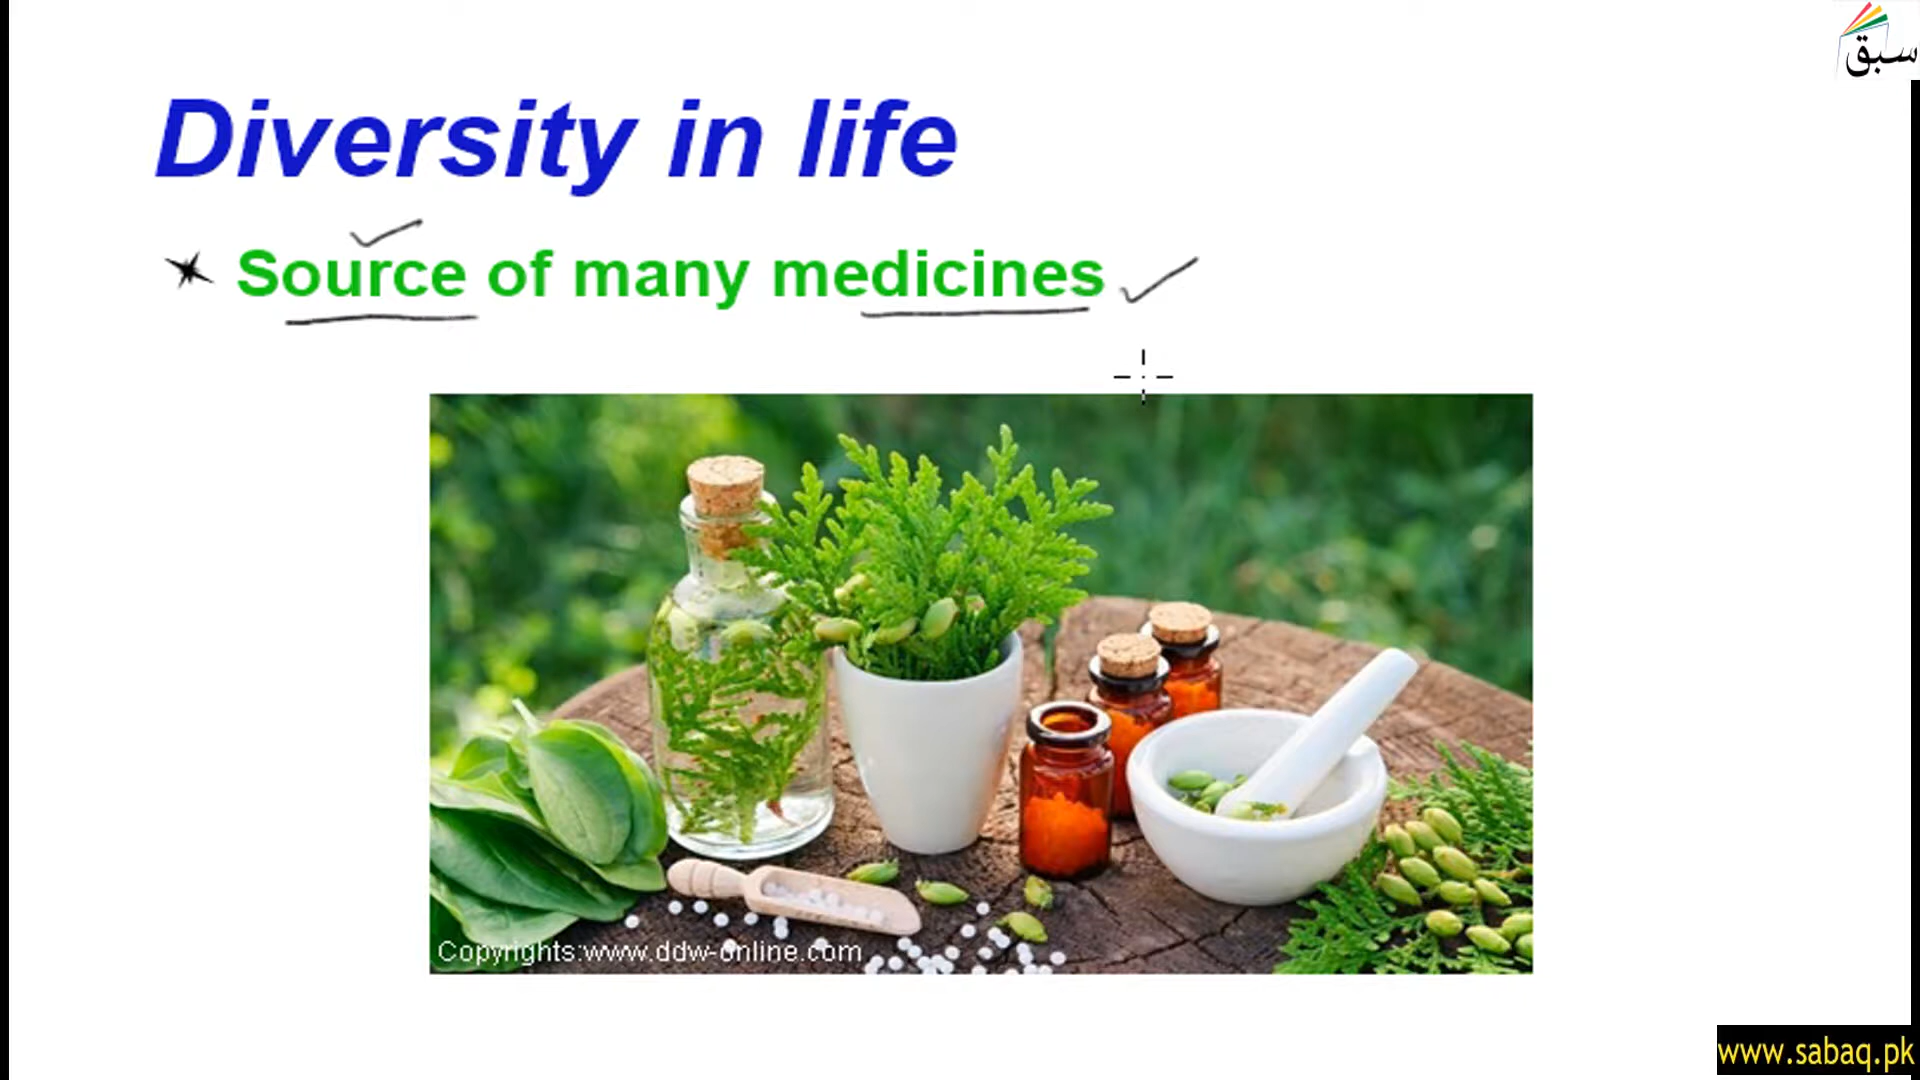 سبق
Diversity in life
Source of many medicines
Copyrights:www.ddw-online.com
www.sabaq.pk